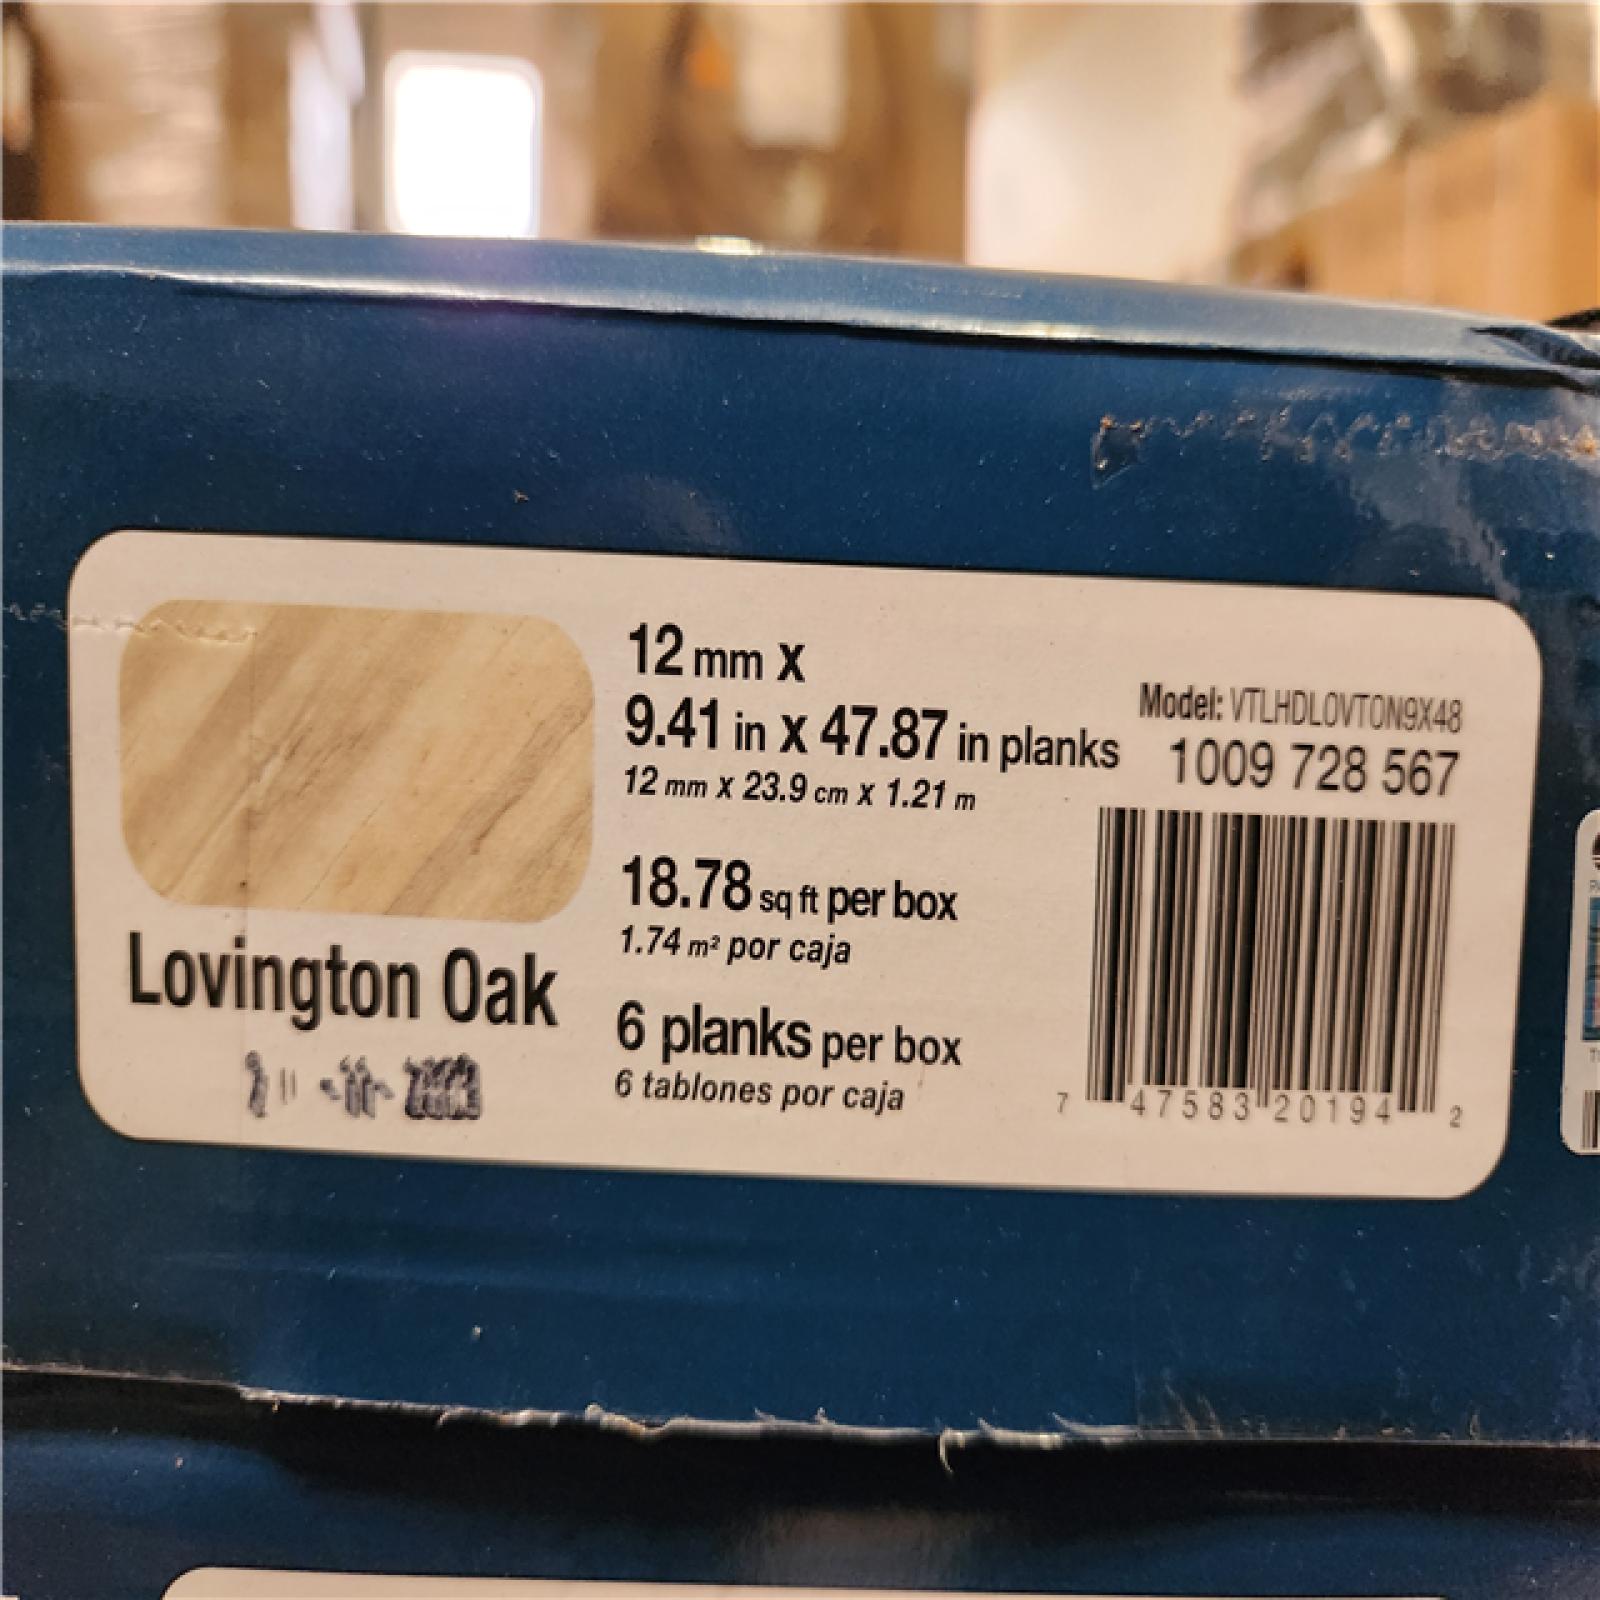 Lovington Oak
12 mm X
9.41 in x 47.87 in planks
12 mm X 23.9 cm x 1.21 m
18.78 sq ft per box
1.74 m² por caja
6 planks per box
6 tablones por caja
Model: VTLHDLOVTON9X48
1009 728 567
7 47583 20194 2